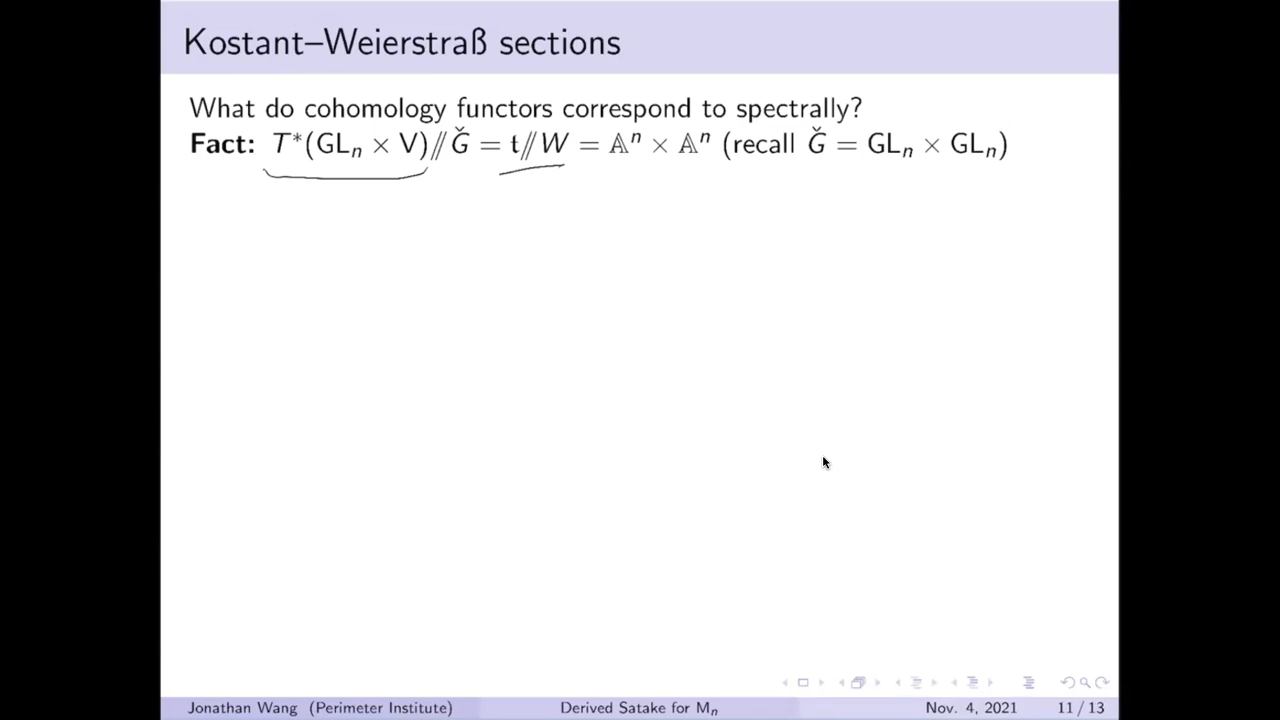 Kostant–Weierstraß sections
What do cohomology functors correspond to spectrally?
Fact: T*(GLₙ × V)⫽Ǧ = 𝔱⫽W = 𝔸ⁿ × 𝔸ⁿ (recall Ǧ = GLₙ × GLₙ)
Jonathan Wang (Perimeter Institute) Derived Satake for Mₙ Nov. 4, 2021 11 / 13